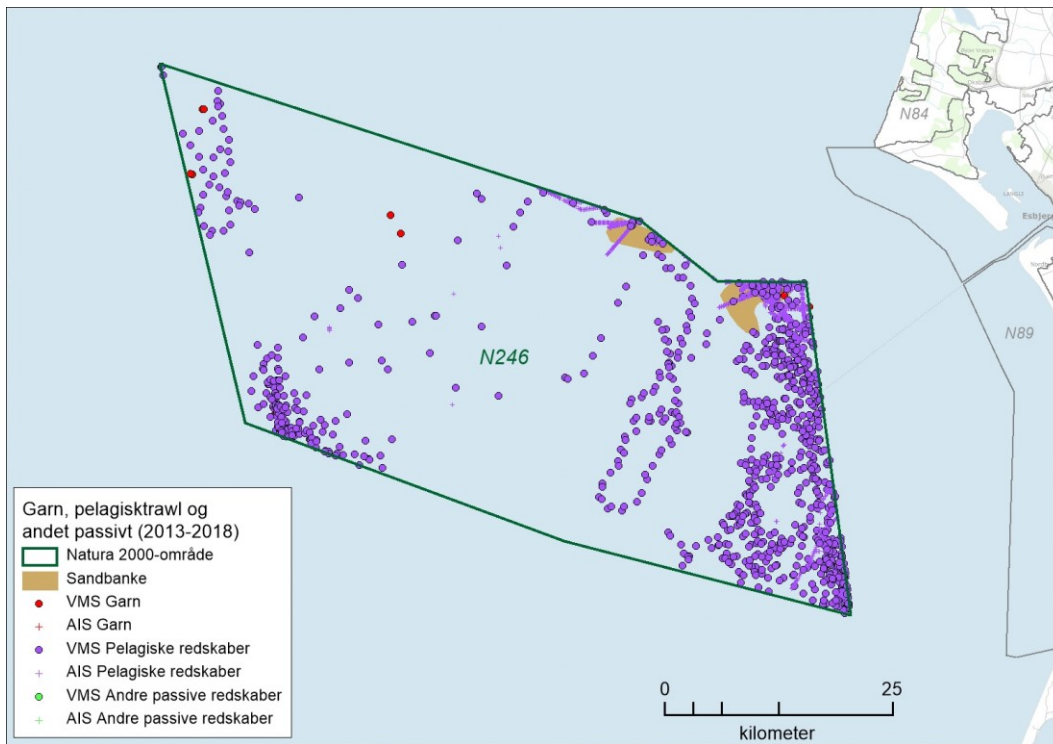 N84
Esbjerg
N89
N246
Garn, pelagisktrawl og
andet passivt (2013-2018)
Natura 2000-område
Sandbanke
VMS Garn
AIS Garn
VMS Pelagiske redskaber
AIS Pelagiske redskaber
VMS Andre passive redskaber
AIS Andre passive redskaber
0 25
kilometer